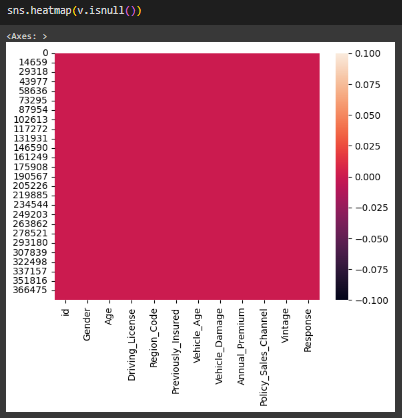 sns.heatmap(v.isnull())
<Axes: >
0
14659
29318
43977
58636
73295
87954
102613
117272
131931
146590
161249
175908
190567
205226
219885
234544
249203
263862
278521
293180
307839
322498
337157
351816
366475
id
Gender
Age
Driving_License
Region_Code
Previously_Insured
Vehicle_Age
Vehicle_Damage
Annual_Premium
Policy_Sales_Channel
Vintage
Response
0.100
0.075
0.050
0.025
0.000
−0.025
−0.050
−0.075
−0.100